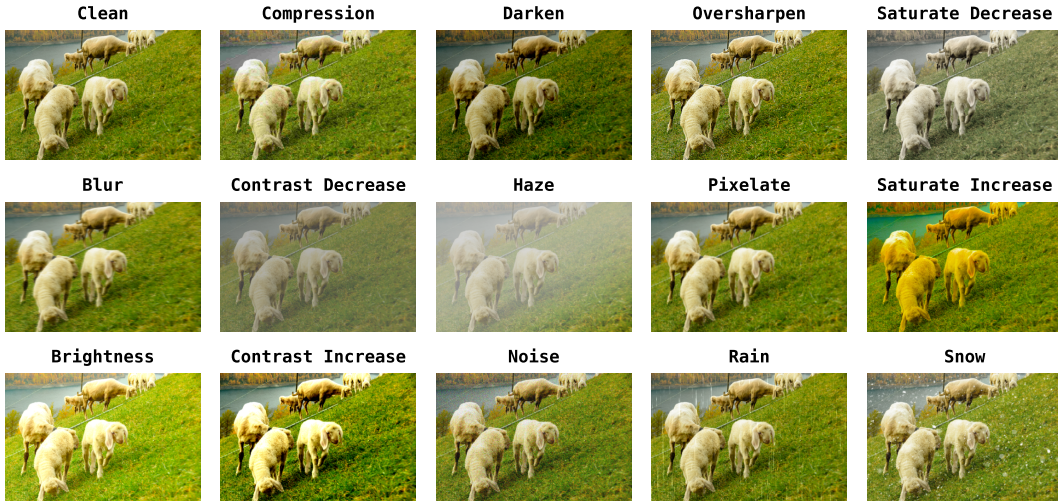 Clean
Compression
Darken
Oversharpen
Saturate Decrease
Blur
Contrast Decrease
Haze
Pixelate
Saturate Increase
Brightness
Contrast Increase
Noise
Rain
Snow